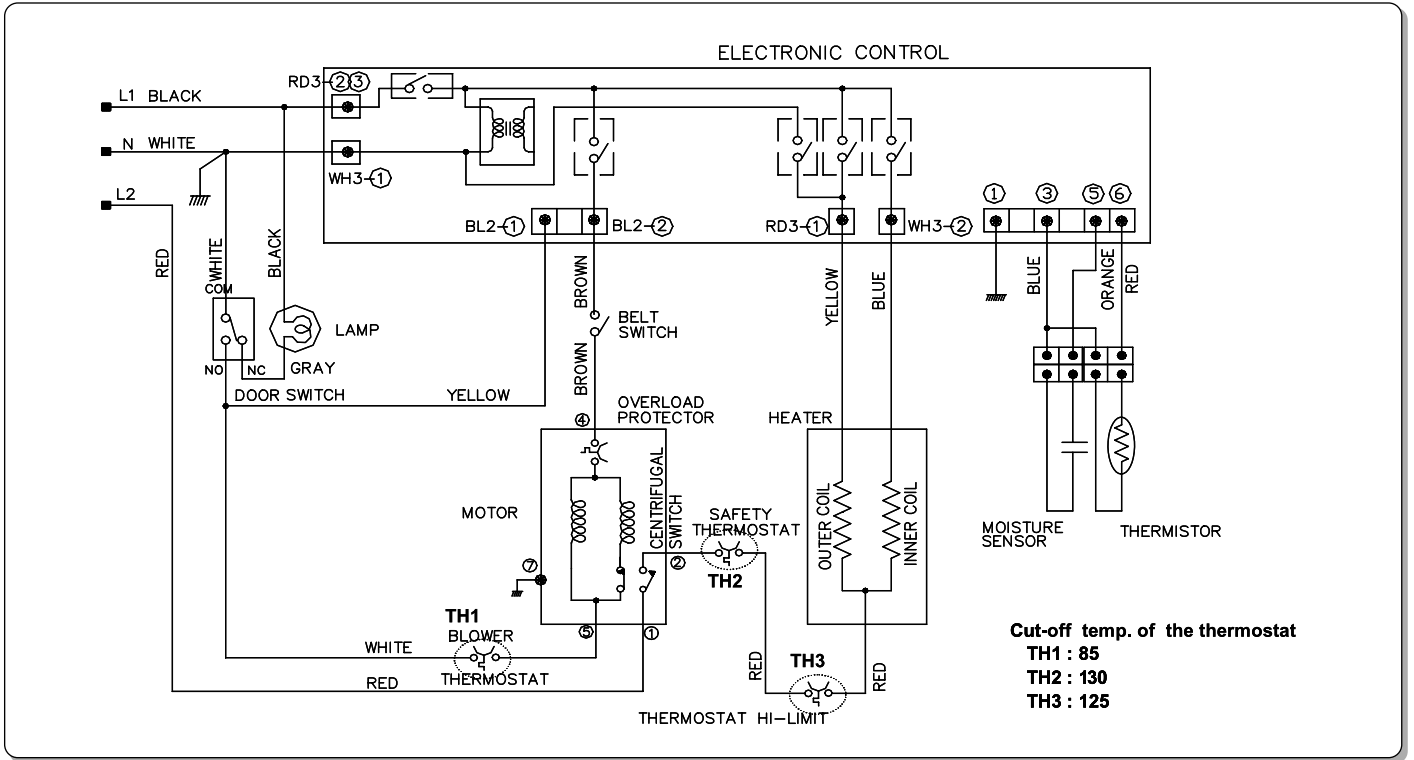 ELECTRONIC CONTROL
RD3-②③
L1 BLACK
N WHITE
WH3-①
L2
① ③ ⑤ ⑥
BL2-①
BL2-②
RD3-①
WH3-②
RED
WHITE
BLACK
BROWN
YELLOW
BLUE
BLUE
ORANGE
RED
COM
BELT
SWITCH
LAMP
NO
NC
GRAY
BROWN
DOOR SWITCH
YELLOW
OVERLOAD
PROTECTOR
④
HEATER
MOTOR
CENTRIFUGAL
SWITCH
SAFETY
THERMOSTAT
OUTER COIL
INNER COIL
MOISTURE
SENSOR
THERMISTOR
⑦
②
TH2
TH1
BLOWER
THERMOSTAT
⑤
①
WHITE
RED
RED
TH3
RED
THERMOSTAT HI-LIMIT
Cut-off temp. of the thermostat
TH1 : 85
TH2 : 130
TH3 : 125